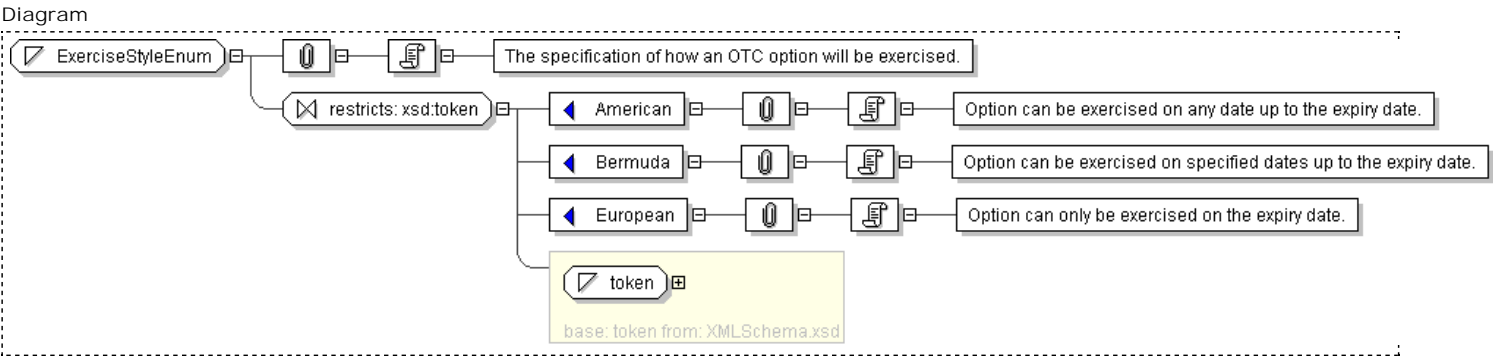 Diagram
ExerciseStyleEnum The specification of how an OTC option will be exercised.
restricts: xsd:token American Option can be exercised on any date up to the expiry date.
Bermuda Option can be exercised on specified dates up to the expiry date.
European Option can only be exercised on the expiry date.
token
base: token from: XMLSchema.xsd